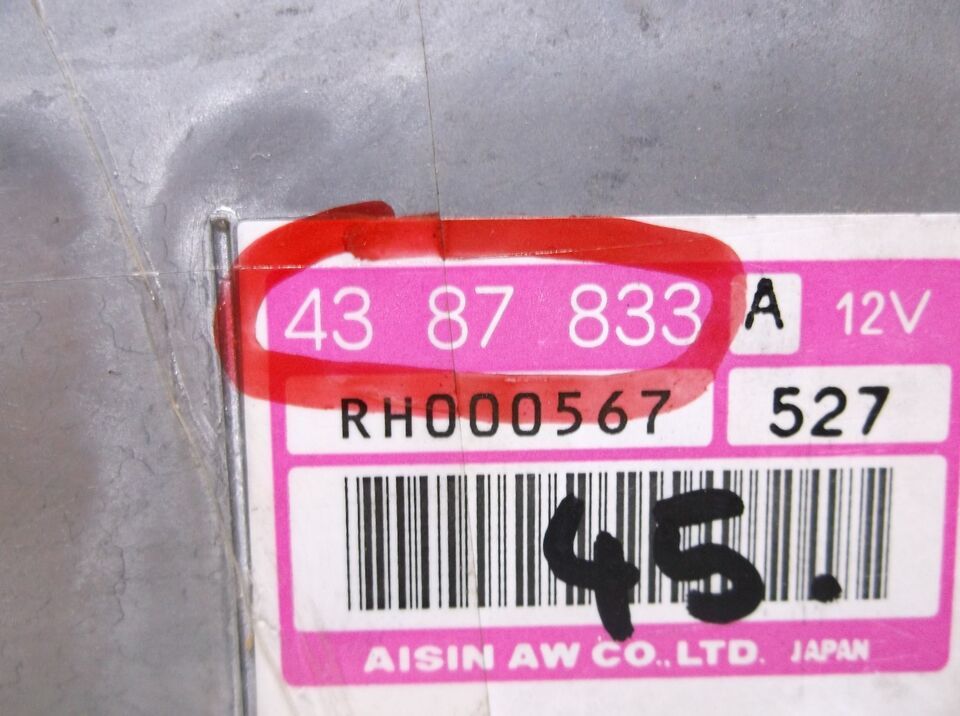 43 87 833 A 12V
RH000567 527
45.
AISIN AW CO.,LTD. JAPAN